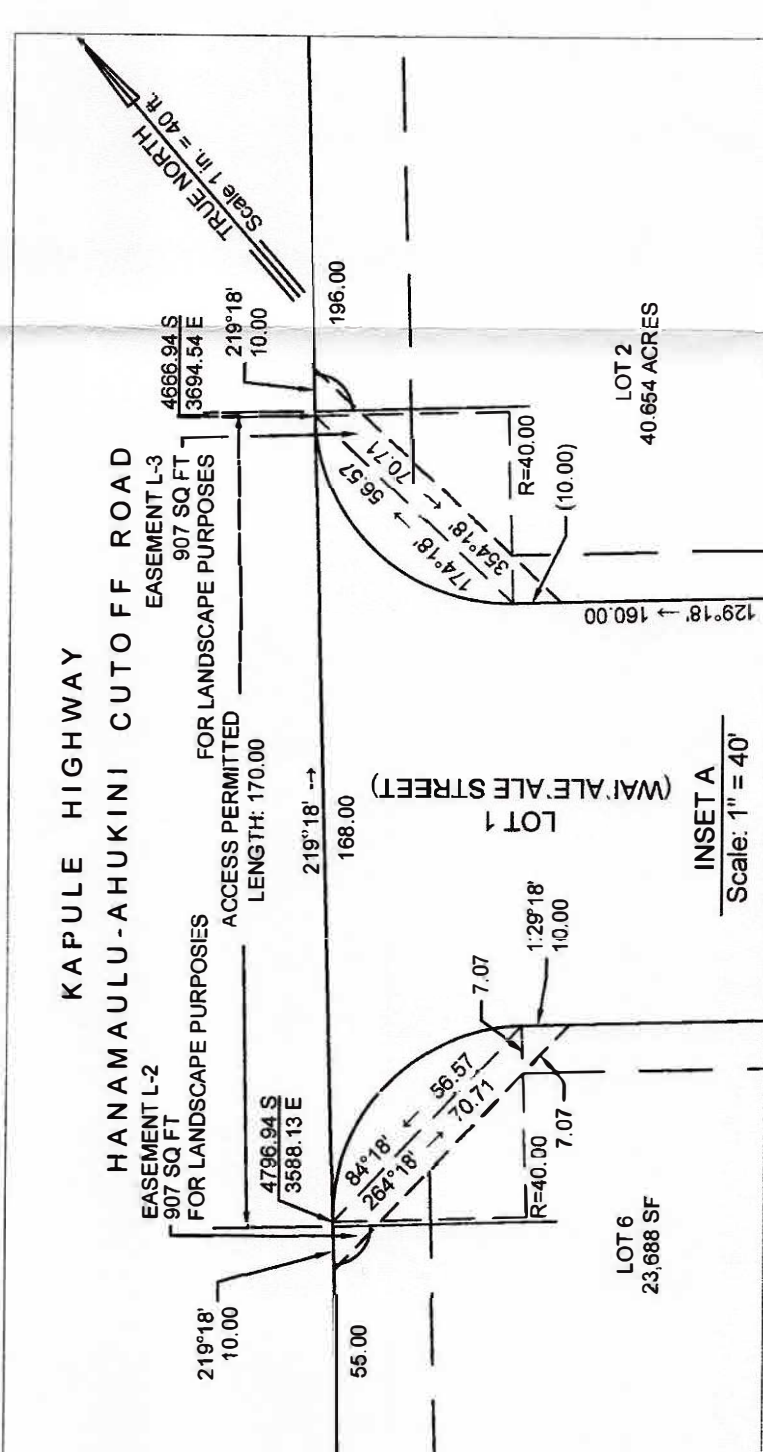 KAPULE HIGHWAY
HANAMAULU-AHUKINI CUTOFF ROAD
TRUE NORTH
Scale 1 in. = 40 ft.
EASEMENT L-2
907 SQ FT
FOR LANDSCAPE PURPOSIES
EASEMENT L-3
907 SQ FT
FOR LANDSCAPE PURPOSES
ACCESS PERMITTED
LENGTH: 170.00
4666.94 S
3694.54 E
219°18'
10.00
196.00
4796.94 S
3588.13 E
219°18'
10.00
55.00
219°18' →
168.00
84°18' ← 56.57
264°18' → 70.71
R=40.00
7.07
7.07
1:29°18'
10.00
174°18' → 56.57
354°18' ← 70.71
R=40.00
(10.00)
129°18' → 160.00
LOT 1
(WAI'ALE'ALE STREET)
LOT 2
40.654 ACRES
LOT 6
23,688 SF
INSET A
Scale: 1" = 40'